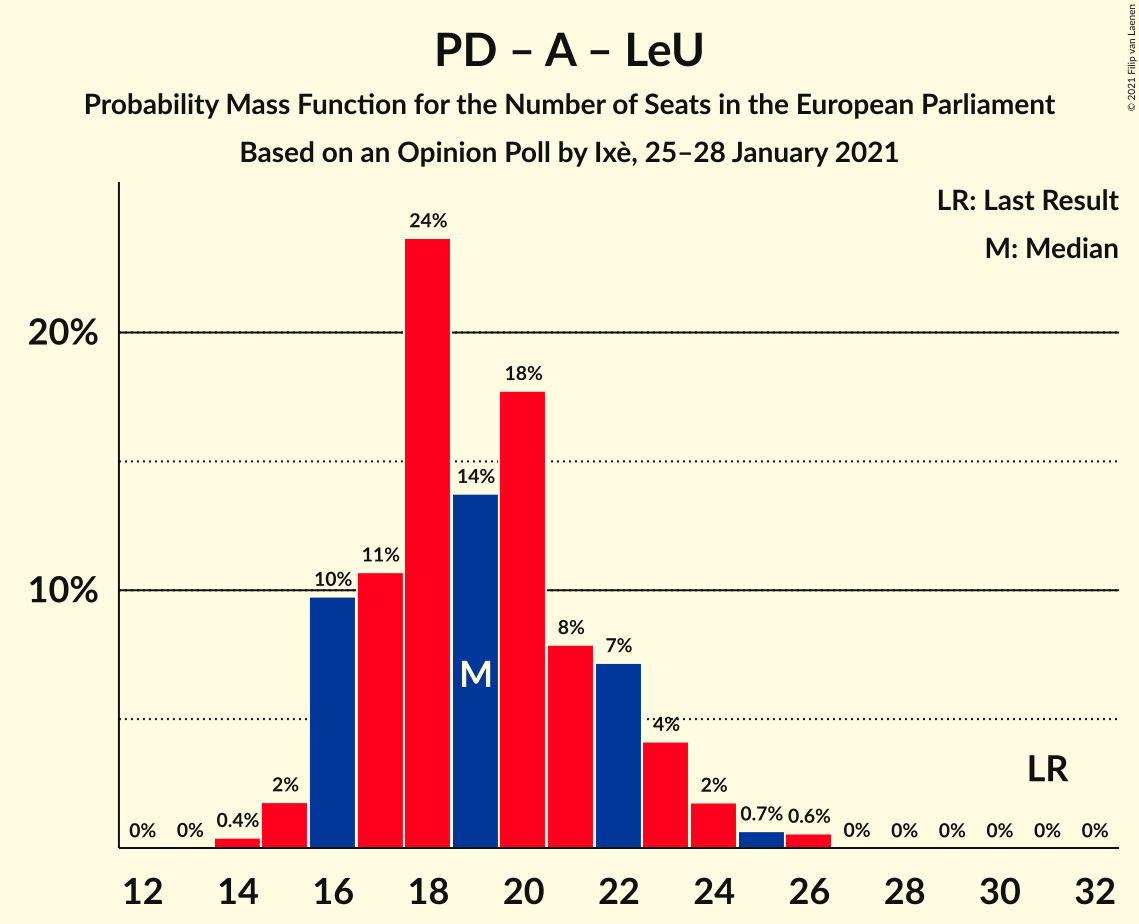 PD – A – LeU
Probability Mass Function for the Number of Seats in the European Parliament
Based on an Opinion Poll by Ixè, 25–28 January 2021
© 2021 Filip van Laenen
LR: Last Result
M: Median
20%
10%
0% 0% 0.4% 2% 10% 11% 24% 14% 18% 8% 7% 4% 2% 0.7% 0.6% 0% 0% 0% 0% 0% 0%
M
LR
12 14 16 18 20 22 24 26 28 30 32